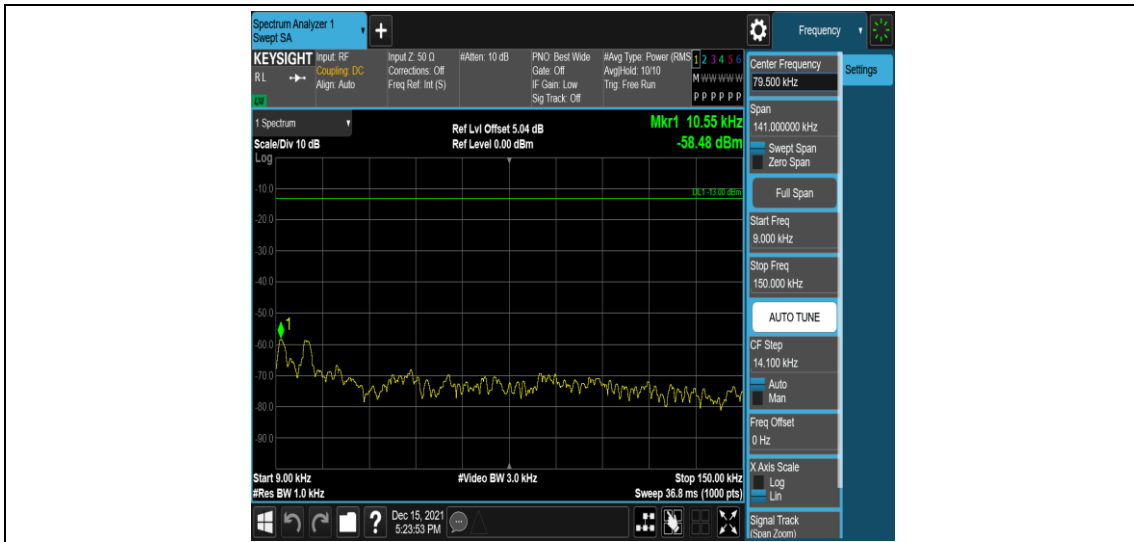 Spectrum Analyzer 1
Swept SA
+
Frequency
KEYSIGHT
RL
LXI
Input: RF
Coupling: DC
Align: Auto
Input Z: 50 Ω
Corrections: Off
Freq Ref: Int (S)
#Atten: 10 dB
PNO: Best Wide
Gate: Off
IF Gain: Low
Sig Track: Off
#Avg Type: Power (RMS
Avg|Hold: 10/10
Trig: Free Run
1 2 3 4 5 6
M W W W W W
P P P P P P
Center Frequency
79.500 kHz
Settings
Span
141.000000 kHz
Swept Span
Zero Span
Full Span
Start Freq
9.000 kHz
Stop Freq
150.000 kHz
AUTO TUNE
CF Step
14.100 kHz
Auto
Man
Freq Offset
0 Hz
X Axis Scale
Log
Lin
Signal Track
(Span Zoom)
1 Spectrum
Scale/Div 10 dB
Log
Ref Lvl Offset 5.04 dB
Ref Level 0.00 dBm
Mkr1 10.55 kHz
-58.48 dBm
DL1 -13.00 dBm
-10.0
-20.0
-30.0
-40.0
-50.0
-60.0
-70.0
-80.0
-90.0
1
Start 9.00 kHz
#Res BW 1.0 kHz
#Video BW 3.0 kHz
Stop 150.00 kHz
Sweep 36.8 ms (1000 pts)
?
Dec 15, 2021
5:23:53 PM